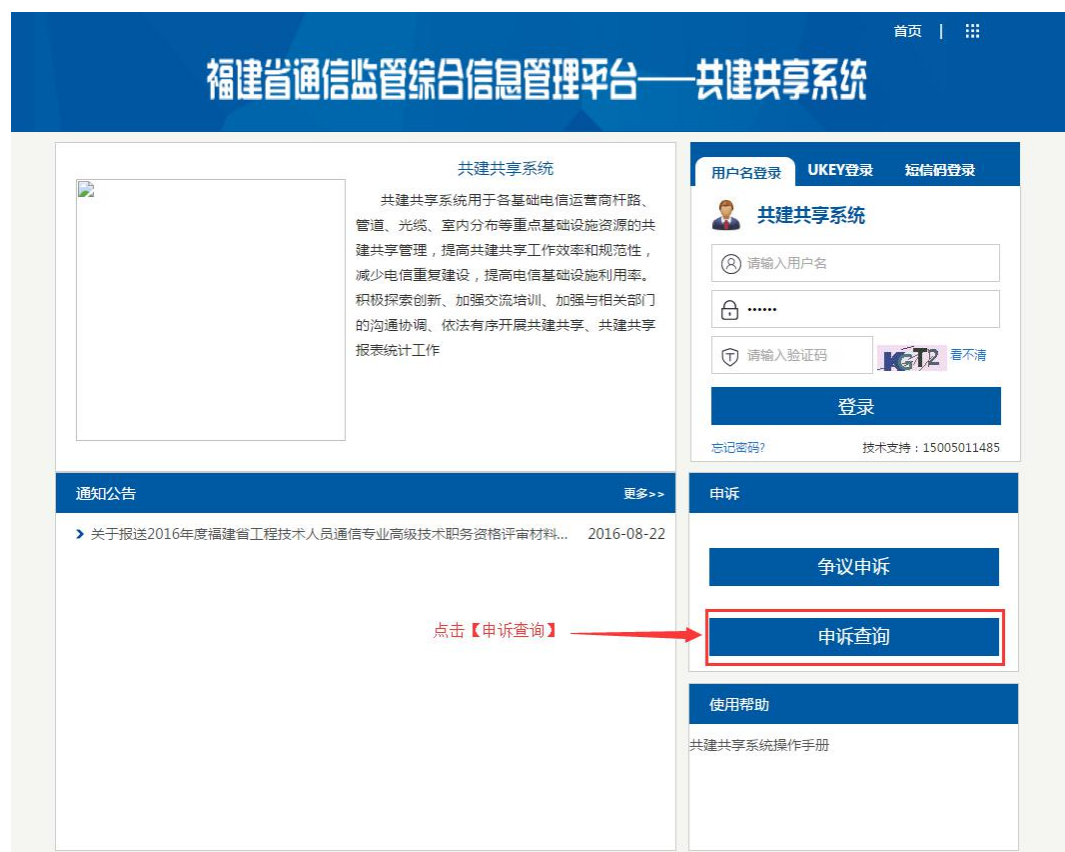 首页 |
福建省通信监管综合信息管理平台——共建共享系统
共建共享系统
共建共享系统用于各基础电信运营商杆路、
管道、光缆、室内分布等重点基础设施资源的共
建共享管理，提高共建共享工作效率和规范性，
减少电信重复建设，提高电信基础设施利用率。
积极探索创新、加强交流培训、加强与相关部门
的沟通协调、依法有序开展共建共享、共建共享
报表统计工作
用户名登录 UKEY登录 短信码登录
共建共享系统
请输入用户名
••••••
请输入验证码 KGT2 看不清
登录
忘记密码? 技术支持：15005011485
通知公告 更多>>
关于报送2016年度福建省工程技术人员通信专业高级技术职务资格评审材料... 2016-08-22
点击【申诉查询】
申诉
争议申诉
申诉查询
使用帮助
共建共享系统操作手册